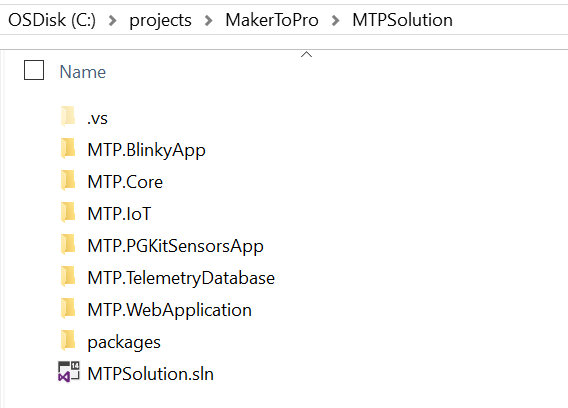 OSDisk (C:) > projects > MakerToPro > MTPSolution
Name
.vs
MTP.BlinkyApp
MTP.Core
MTP.IoT
MTP.PGKitSensorsApp
MTP.TelemetryDatabase
MTP.WebApplication
packages
14
MTPSolution.sln